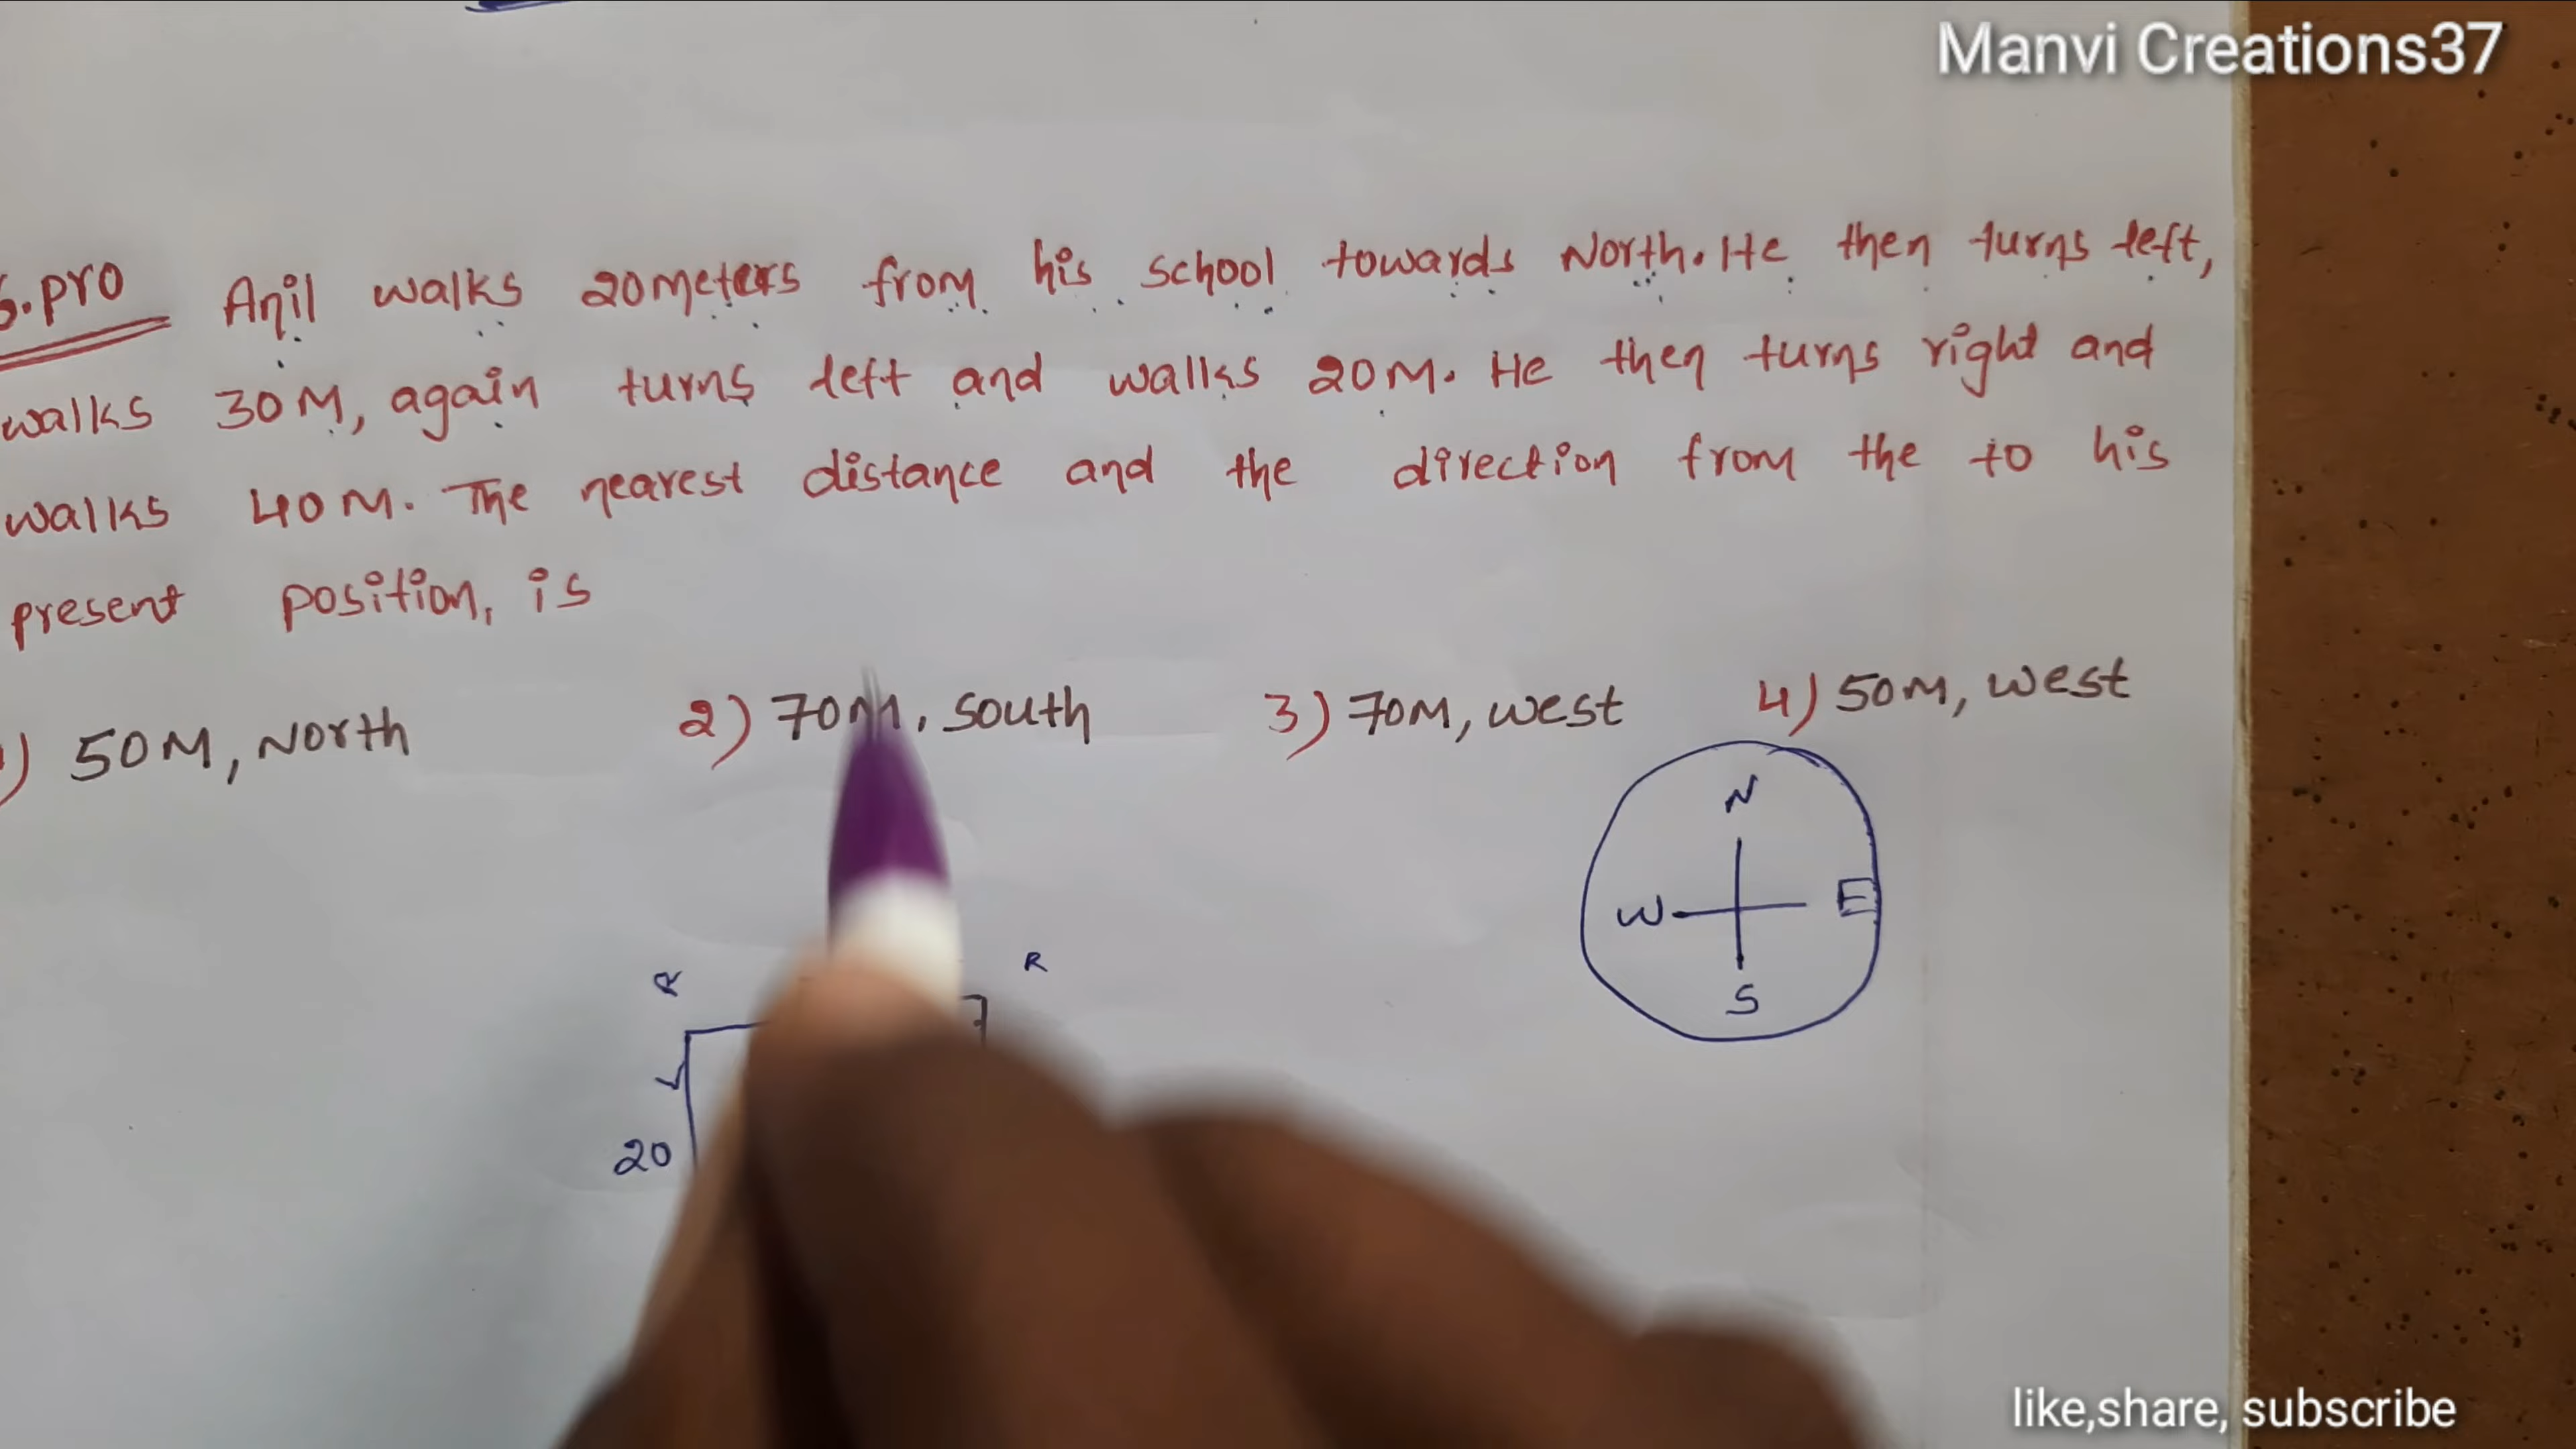 Manvi Creations37
6.pro Anil walks 20meters from his school towards North. He then turns left,
walks 30M, again turns left and walks 20M. He then turns right and
walks 40M. The nearest distance and the direction from the to his
present position, is
1) 50M, North 2) 70M, south 3) 70M, west 4) 50M, west
N
W E
S
R
20
like,share, subscribe